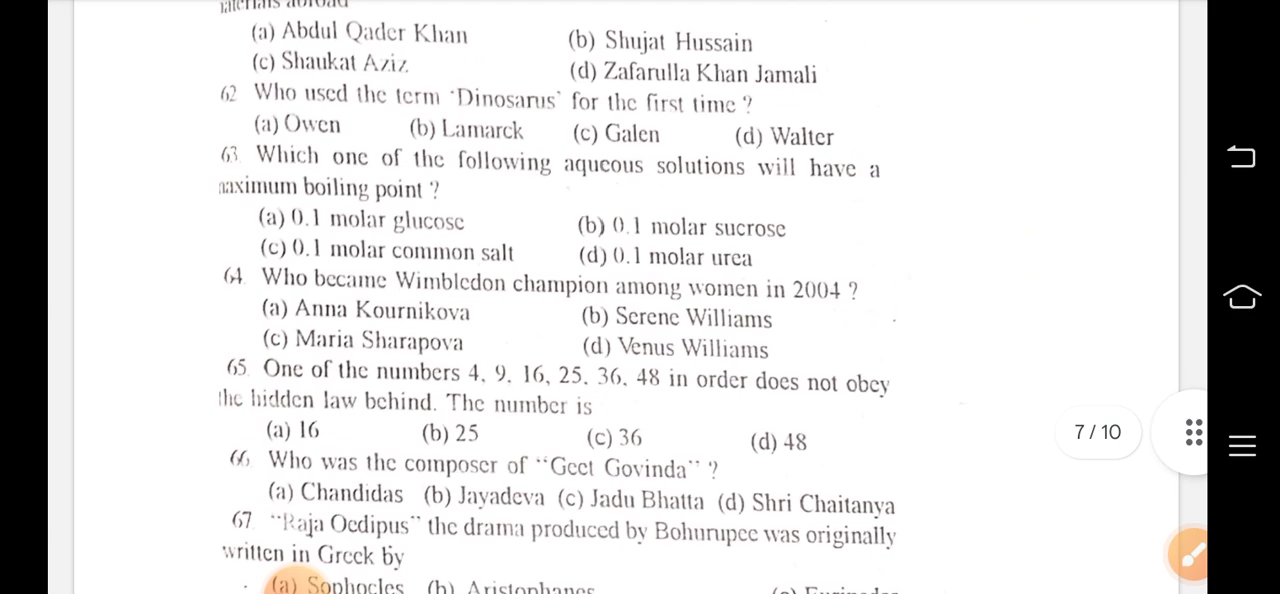 (a) Abdul Qader Khan (b) Shujat Hussain
(c) Shaukat Aziz (d) Zafarulla Khan Jamali
62 Who used the term 'Dinosarus' for the first time ?
(a) Owen (b) Lamarck (c) Galen (d) Walter
63. Which one of the following aqueous solutions will have a
maximum boiling point ?
(a) 0.1 molar glucose (b) 0.1 molar sucrose
(c) 0.1 molar common salt (d) 0.1 molar urea
64. Who became Wimbledon champion among women in 2004 ?
(a) Anna Kournikova (b) Serene Williams
(c) Maria Sharapova (d) Venus Williams
65. One of the numbers 4, 9, 16, 25, 36, 48 in order does not obey
the hidden law behind. The number is
(a) 16 (b) 25 (c) 36 (d) 48
66. Who was the composer of "Geet Govinda" ?
(a) Chandidas (b) Jayadeva (c) Jadu Bhatta (d) Shri Chaitanya
67. "Raja Oedipus" the drama produced by Bohurupee was originally
written in Greek by
(a) Sophocles (b) Aristophanes (c)
7 / 10